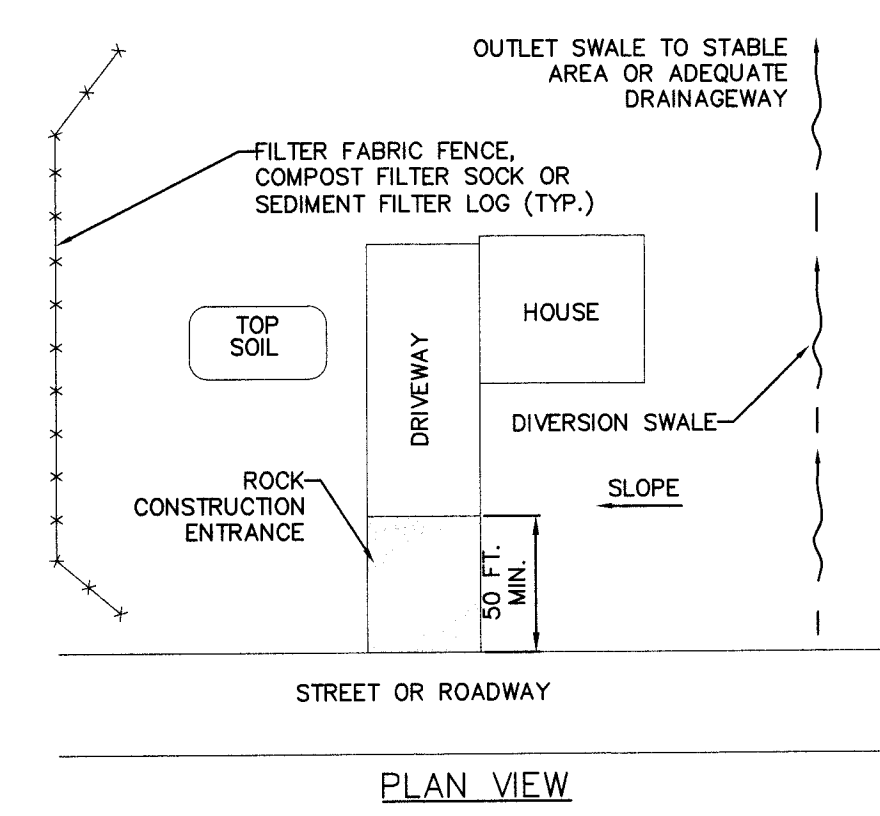 OUTLET SWALE TO STABLE
AREA OR ADEQUATE
DRAINAGEWAY
FILTER FABRIC FENCE,
COMPOST FILTER SOCK OR
SEDIMENT FILTER LOG (TYP.)
TOP
SOIL
DRIVEWAY
HOUSE
DIVERSION SWALE
ROCK
CONSTRUCTION
ENTRANCE
SLOPE
50 FT.
MIN.
STREET OR ROADWAY
PLAN VIEW